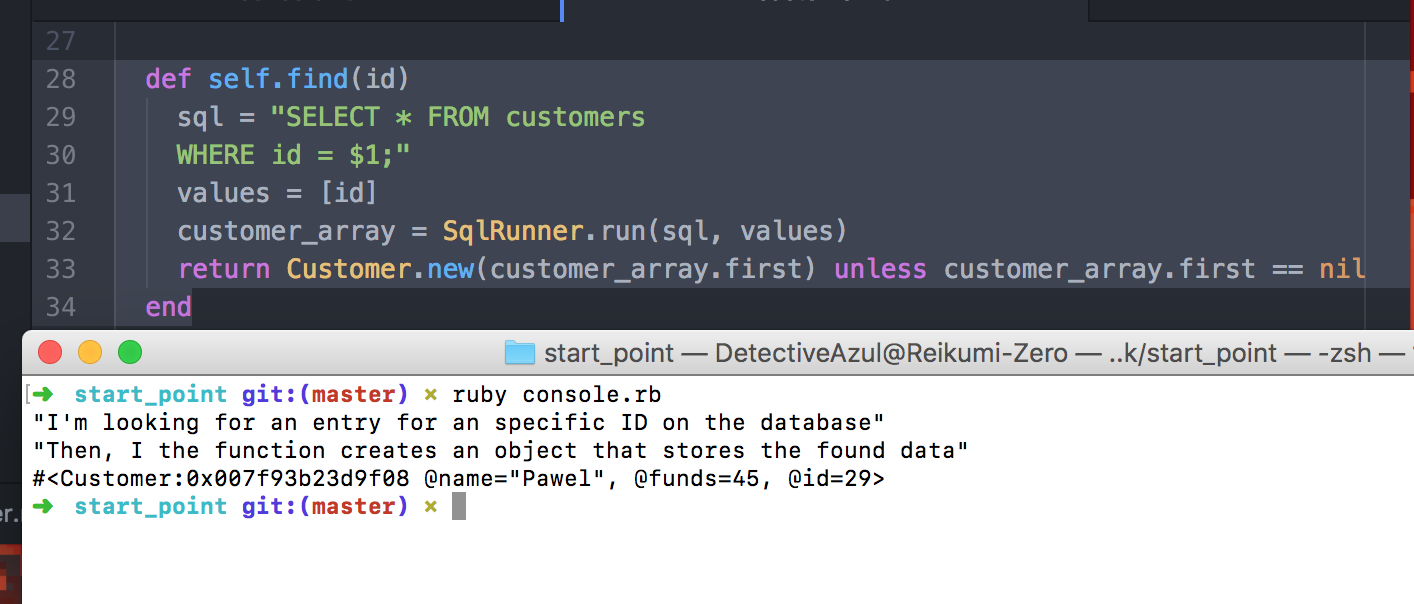 27
28 def self.find(id)
29 sql = "SELECT * FROM customers
30 WHERE id = $1;"
31 values = [id]
32 customer_array = SqlRunner.run(sql, values)
33 return Customer.new(customer_array.first) unless customer_array.first == nil
34 end
start_point — DetectiveAzul@Reikumi-Zero — ..k/start_point — -zsh —
[➜ start_point git:(master) × ruby console.rb
"I'm looking for an entry for an specific ID on the database"
"Then, I the function creates an object that stores the found data"
#<Customer:0x007f93b23d9f08 @name="Pawel", @funds=45, @id=29>
➜ start_point git:(master) ×